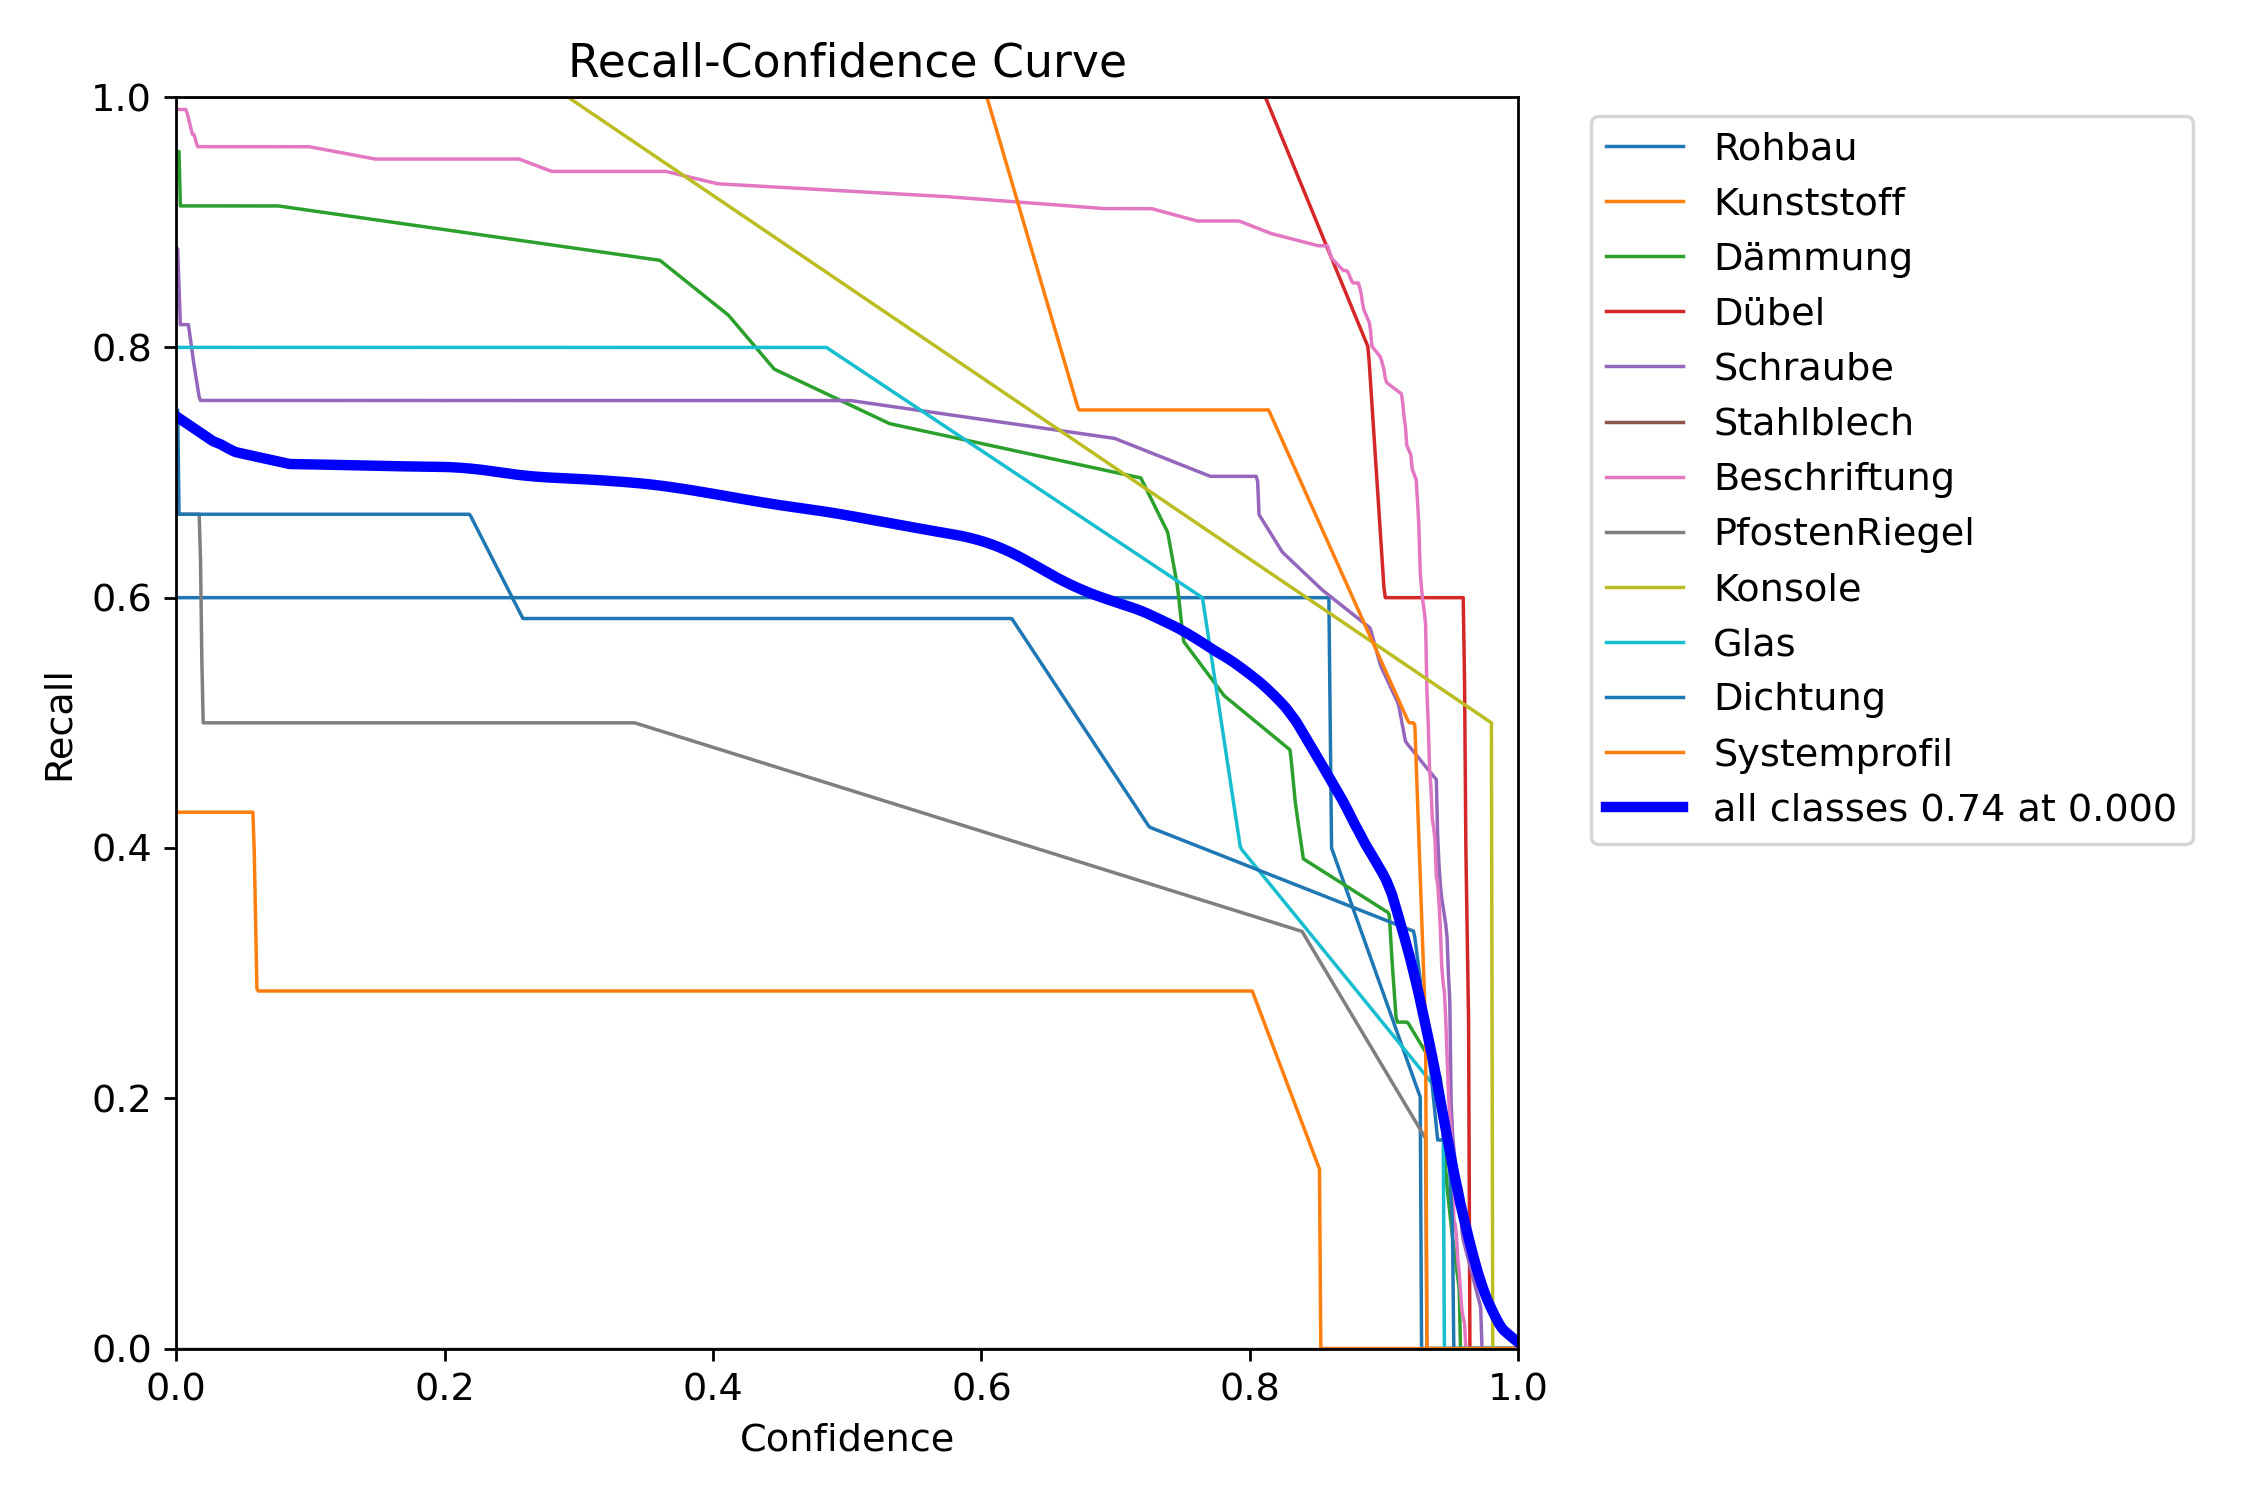 Recall-Confidence Curve
1.0
0.8
0.6
0.4
0.2
0.0
Recall
0.0 0.2 0.4 0.6 0.8 1.0
Confidence
Rohbau
Kunststoff
Dämmung
Dübel
Schraube
Stahlblech
Beschriftung
PfostenRiegel
Konsole
Glas
Dichtung
Systemprofil
all classes 0.74 at 0.000